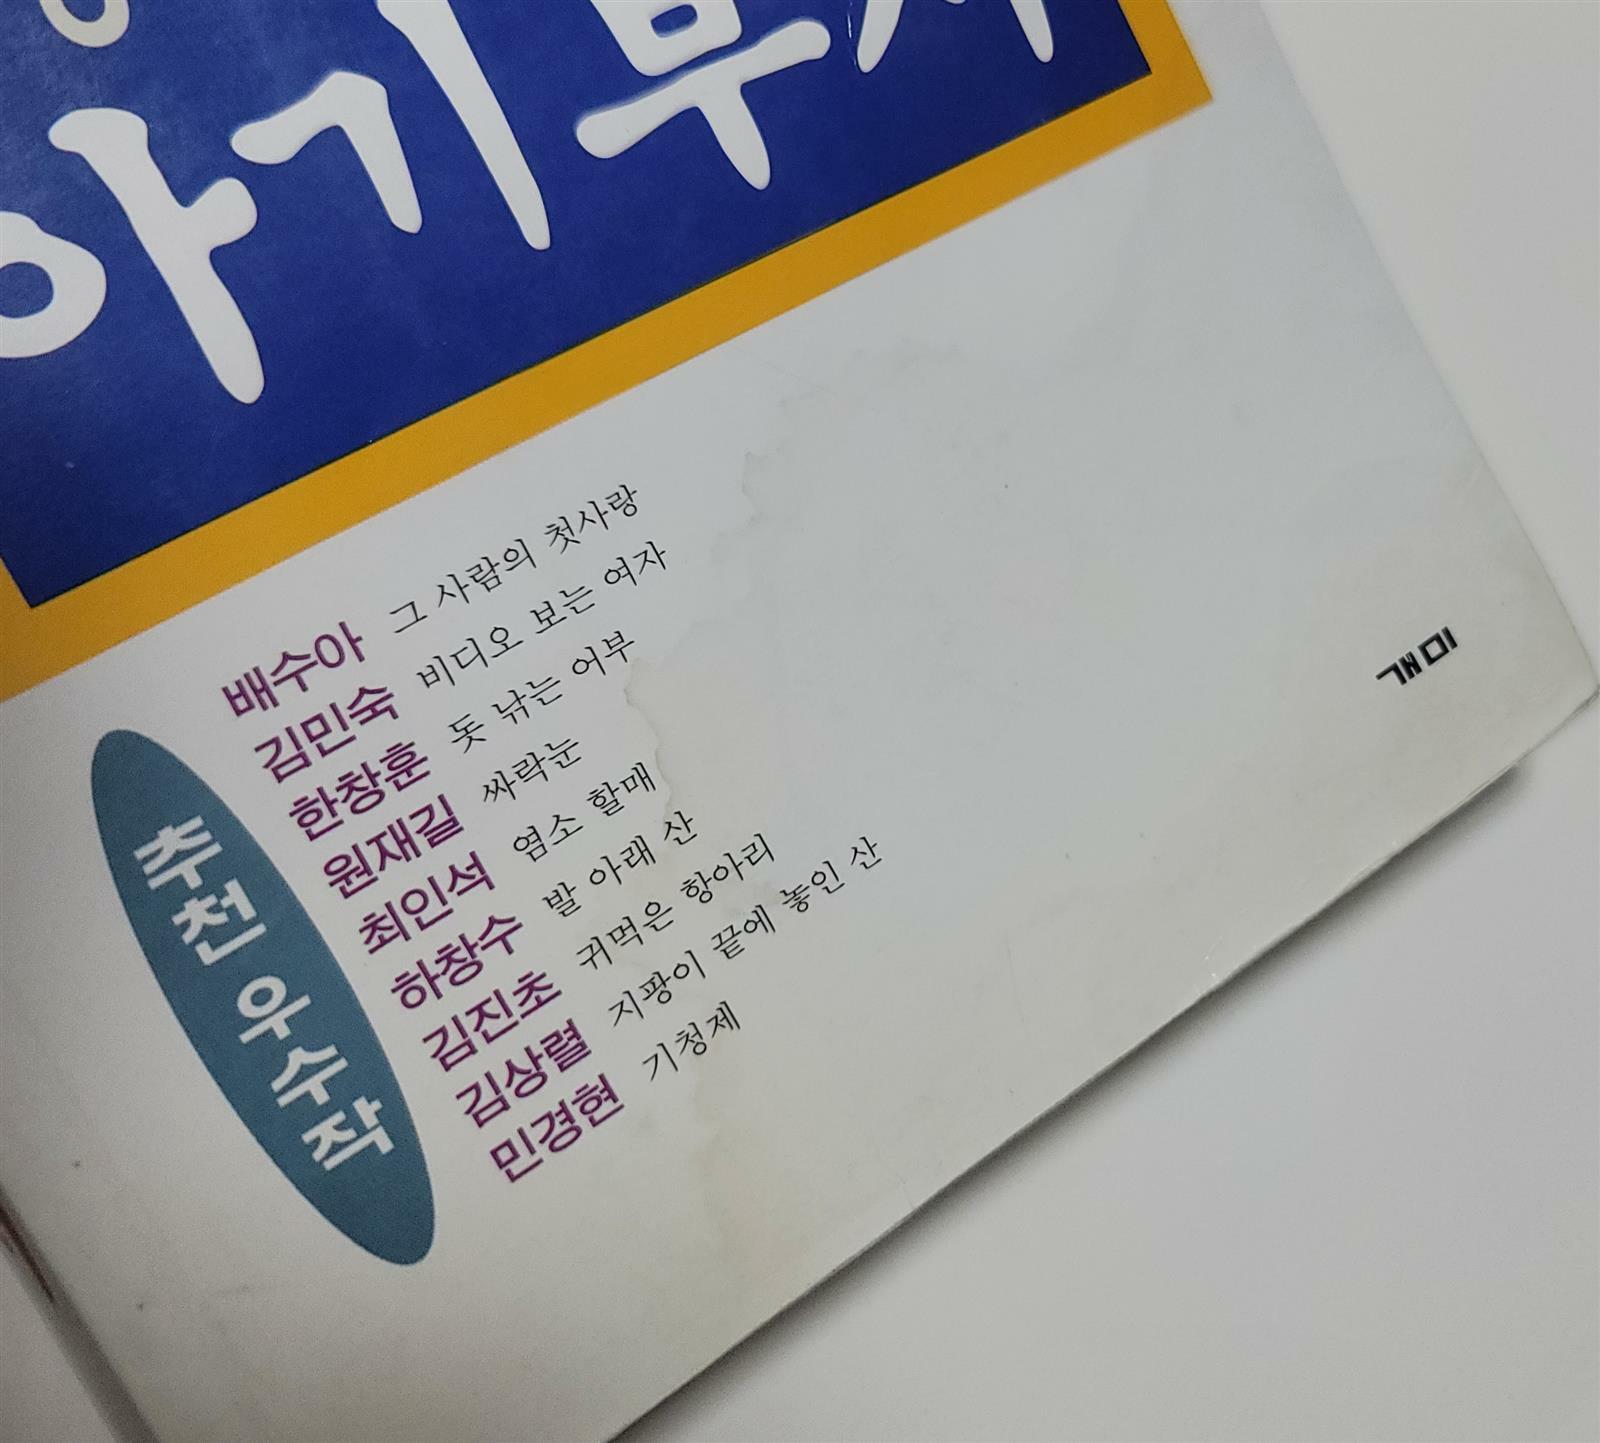 아기부처
배수아 그 사람의 첫사랑
김민숙 비디오 보는 여자
한창훈 돗 낚는 어부
원재길 싸락눈
최인석 염소 할매
하창수 발 아래 산
김진초 귀먹은 항아리
김상렬 지팡이 끝에 놓인 산
민경현 기청제
추천 우수작
개미